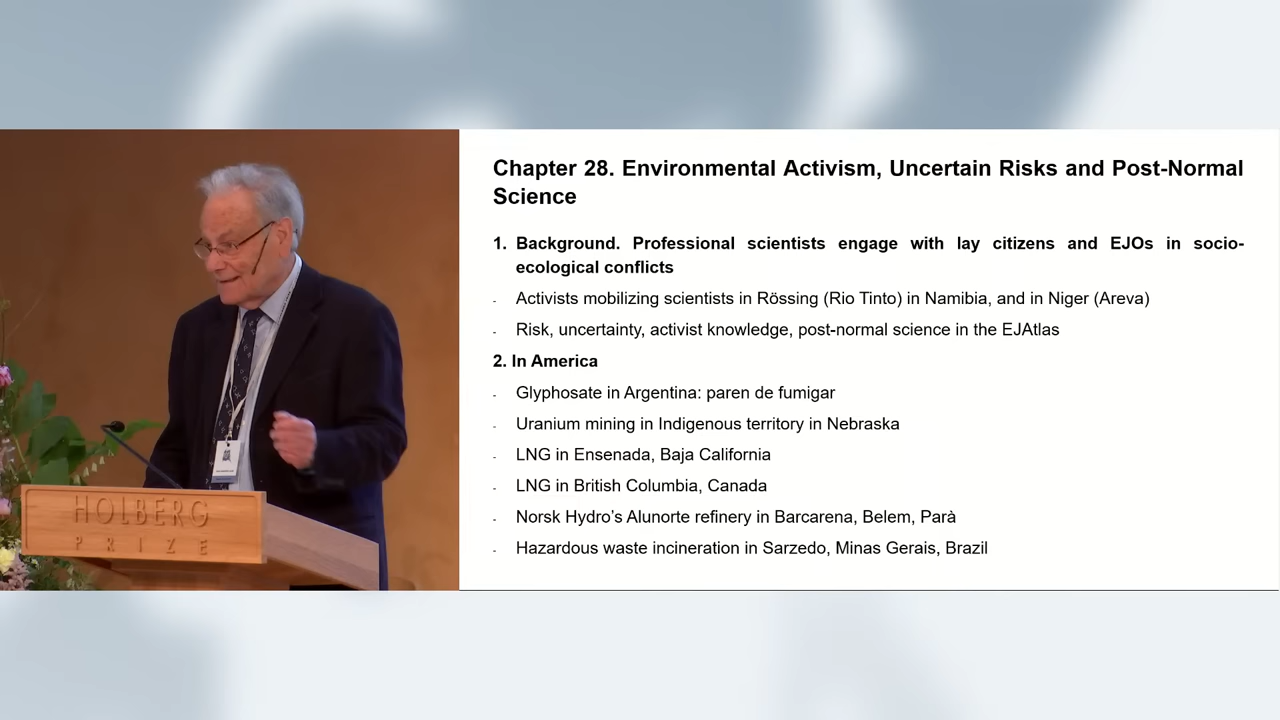 Chapter 28. Environmental Activism, Uncertain Risks and Post-Normal
Science
1. Background. Professional scientists engage with lay citizens and EJOs in socio-
ecological conflicts
- Activists mobilizing scientists in Rössing (Rio Tinto) in Namibia, and in Niger (Areva)
- Risk, uncertainty, activist knowledge, post-normal science in the EJAtlas
2. In America
- Glyphosate in Argentina: paren de fumigar
- Uranium mining in Indigenous territory in Nebraska
- LNG in Ensenada, Baja California
- LNG in British Columbia, Canada
- Norsk Hydro's Alunorte refinery in Barcarena, Belem, Parà
- Hazardous waste incineration in Sarzedo, Minas Gerais, Brazil
HOLBERG
PRIZE